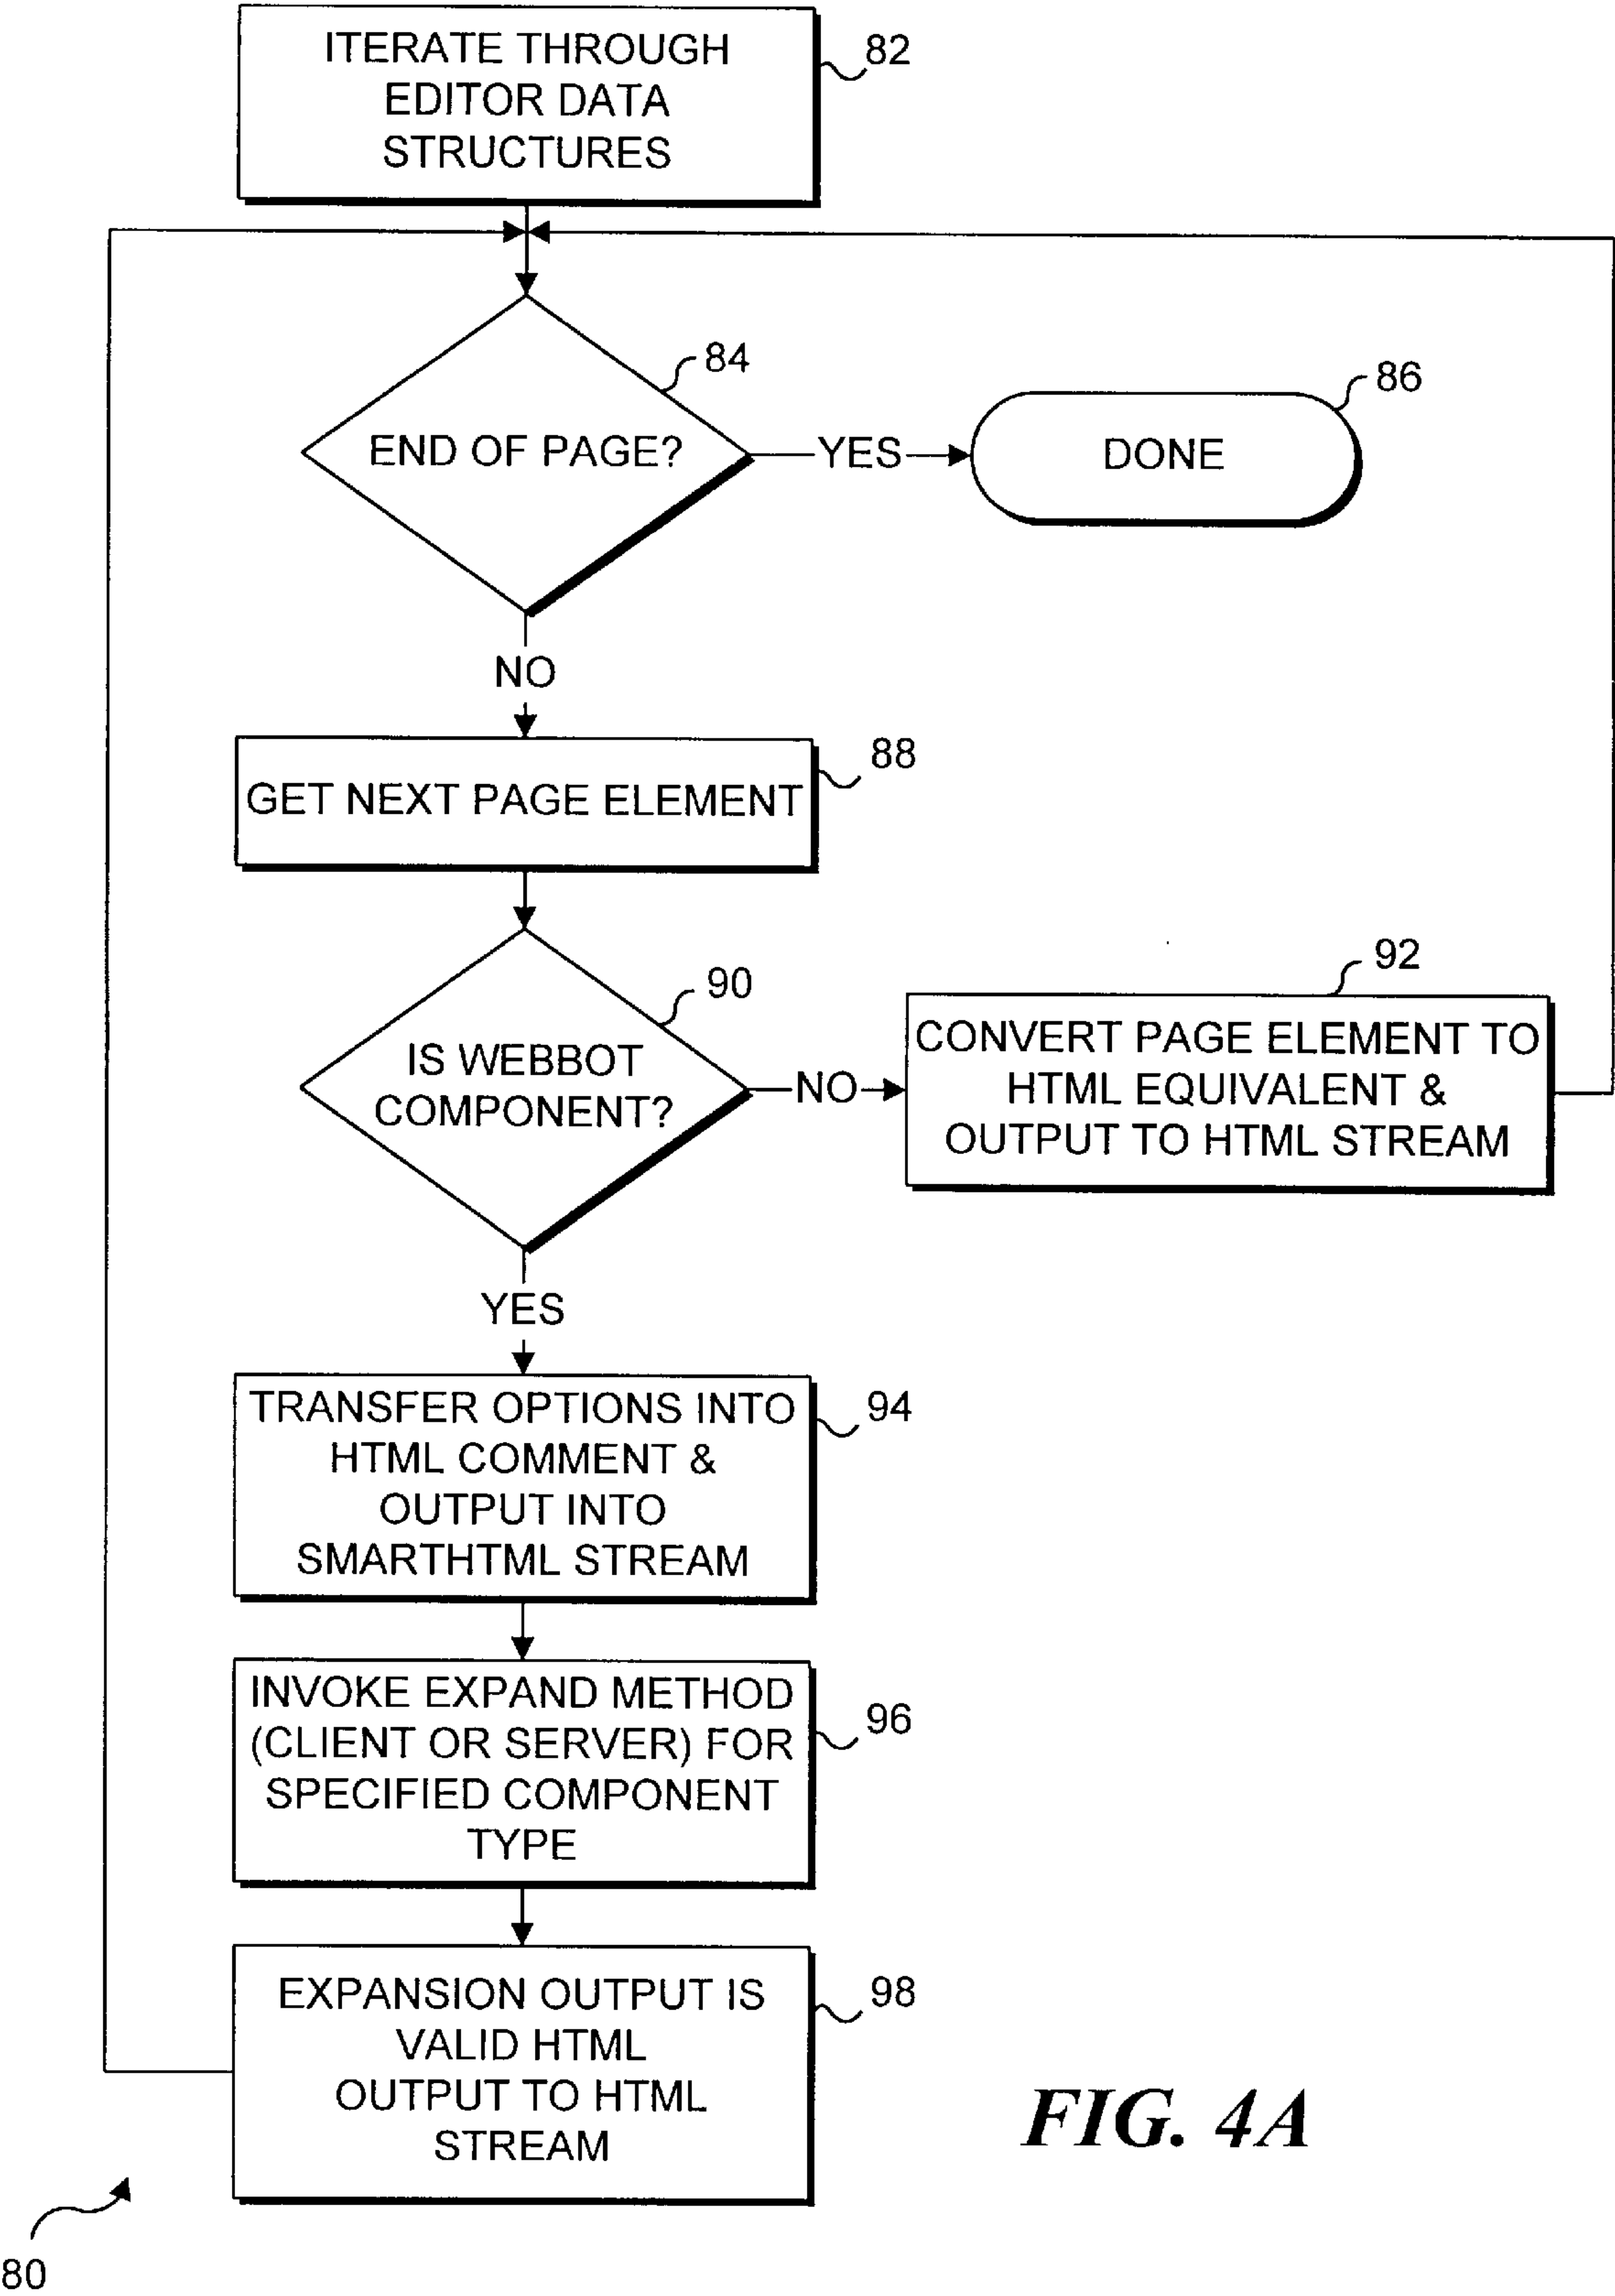 ITERATE THROUGH
EDITOR DATA
STRUCTURES
82
84
END OF PAGE?
YES
86
DONE
NO
88
GET NEXT PAGE ELEMENT
90
IS WEBBOT
COMPONENT?
NO
92
CONVERT PAGE ELEMENT TO
HTML EQUIVALENT &
OUTPUT TO HTML STREAM
YES
94
TRANSFER OPTIONS INTO
HTML COMMENT &
OUTPUT INTO
SMARTHTML STREAM
96
INVOKE EXPAND METHOD
(CLIENT OR SERVER) FOR
SPECIFIED COMPONENT
TYPE
98
EXPANSION OUTPUT IS
VALID HTML
OUTPUT TO HTML
STREAM
80
FIG. 4A